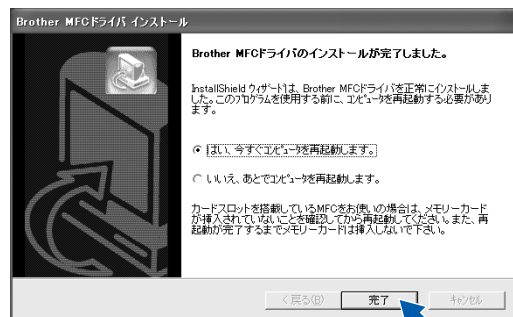 Brother MFCドライバ インストール
Brother MFCドライバのインストールが完了しました。
InstallShield ウィザードは、Brother MFCドライバを正常にインストールしま
した。このプログラムを使用する前に、コンピュータを再起動する必要があり
ます。
はい、今すぐコンピュータを再起動します。
いいえ、あとでコンピュータを再起動します。
カードスロットを搭載しているMFCをお使いの場合は、メモリーカード
が挿入されていないことを確認してから再起動してください。また、再
起動が完了するまでメモリーカードは挿入しないで下さい。
< 戻る(B)
完了
キャンセル